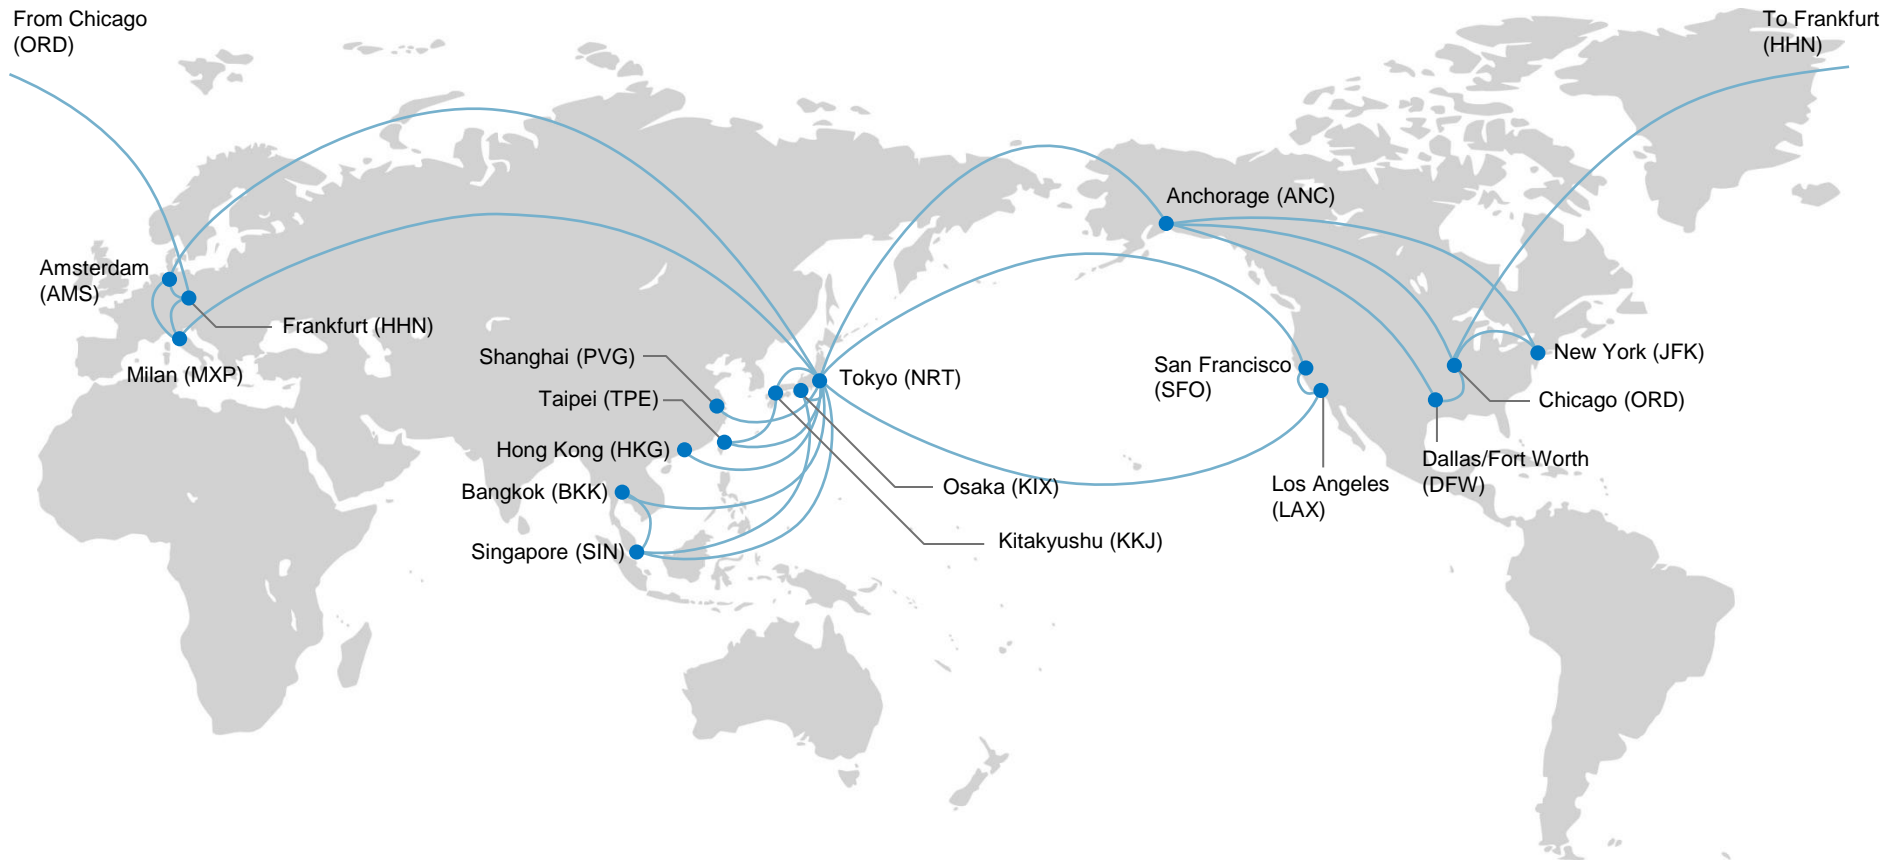 From Chicago
(ORD)
To Frankfurt
(HHN)
Anchorage (ANC)
Amsterdam
(AMS)
Frankfurt (HHN)
Milan (MXP)
Shanghai (PVG)
Taipei (TPE)
Hong Kong (HKG)
Bangkok (BKK)
Singapore (SIN)
Tokyo (NRT)
Osaka (KIX)
Kitakyushu (KKJ)
San Francisco
(SFO)
Los Angeles
(LAX)
New York (JFK)
Chicago (ORD)
Dallas/Fort Worth
(DFW)